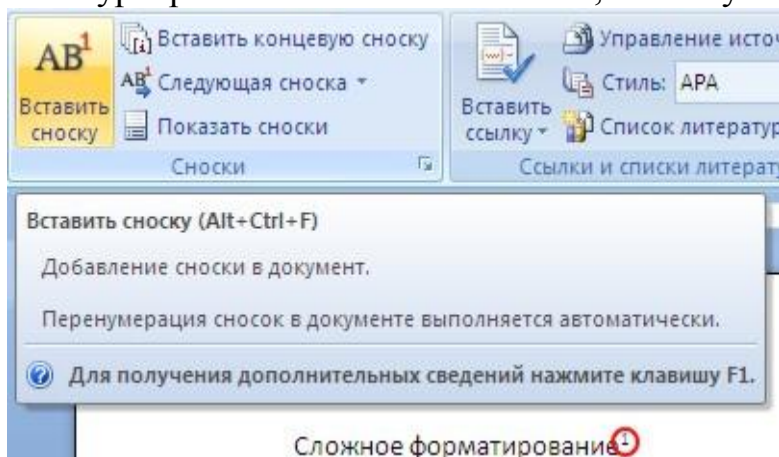 AB¹
Вставить сноску
Вставить концевую сноску
AB¹ Следующая сноска
Показать сноски
Сноски
Вставить ссылку
Управление
Стиль: APA
Список
Ссылки и списки
Вставить сноску (Alt+Ctrl+F)
Добавление сноски в документ.
Перенумерация сносок в документе выполняется автоматически.
Для получения дополнительных сведений нажмите клавишу F1.
Сложное форматирование¹